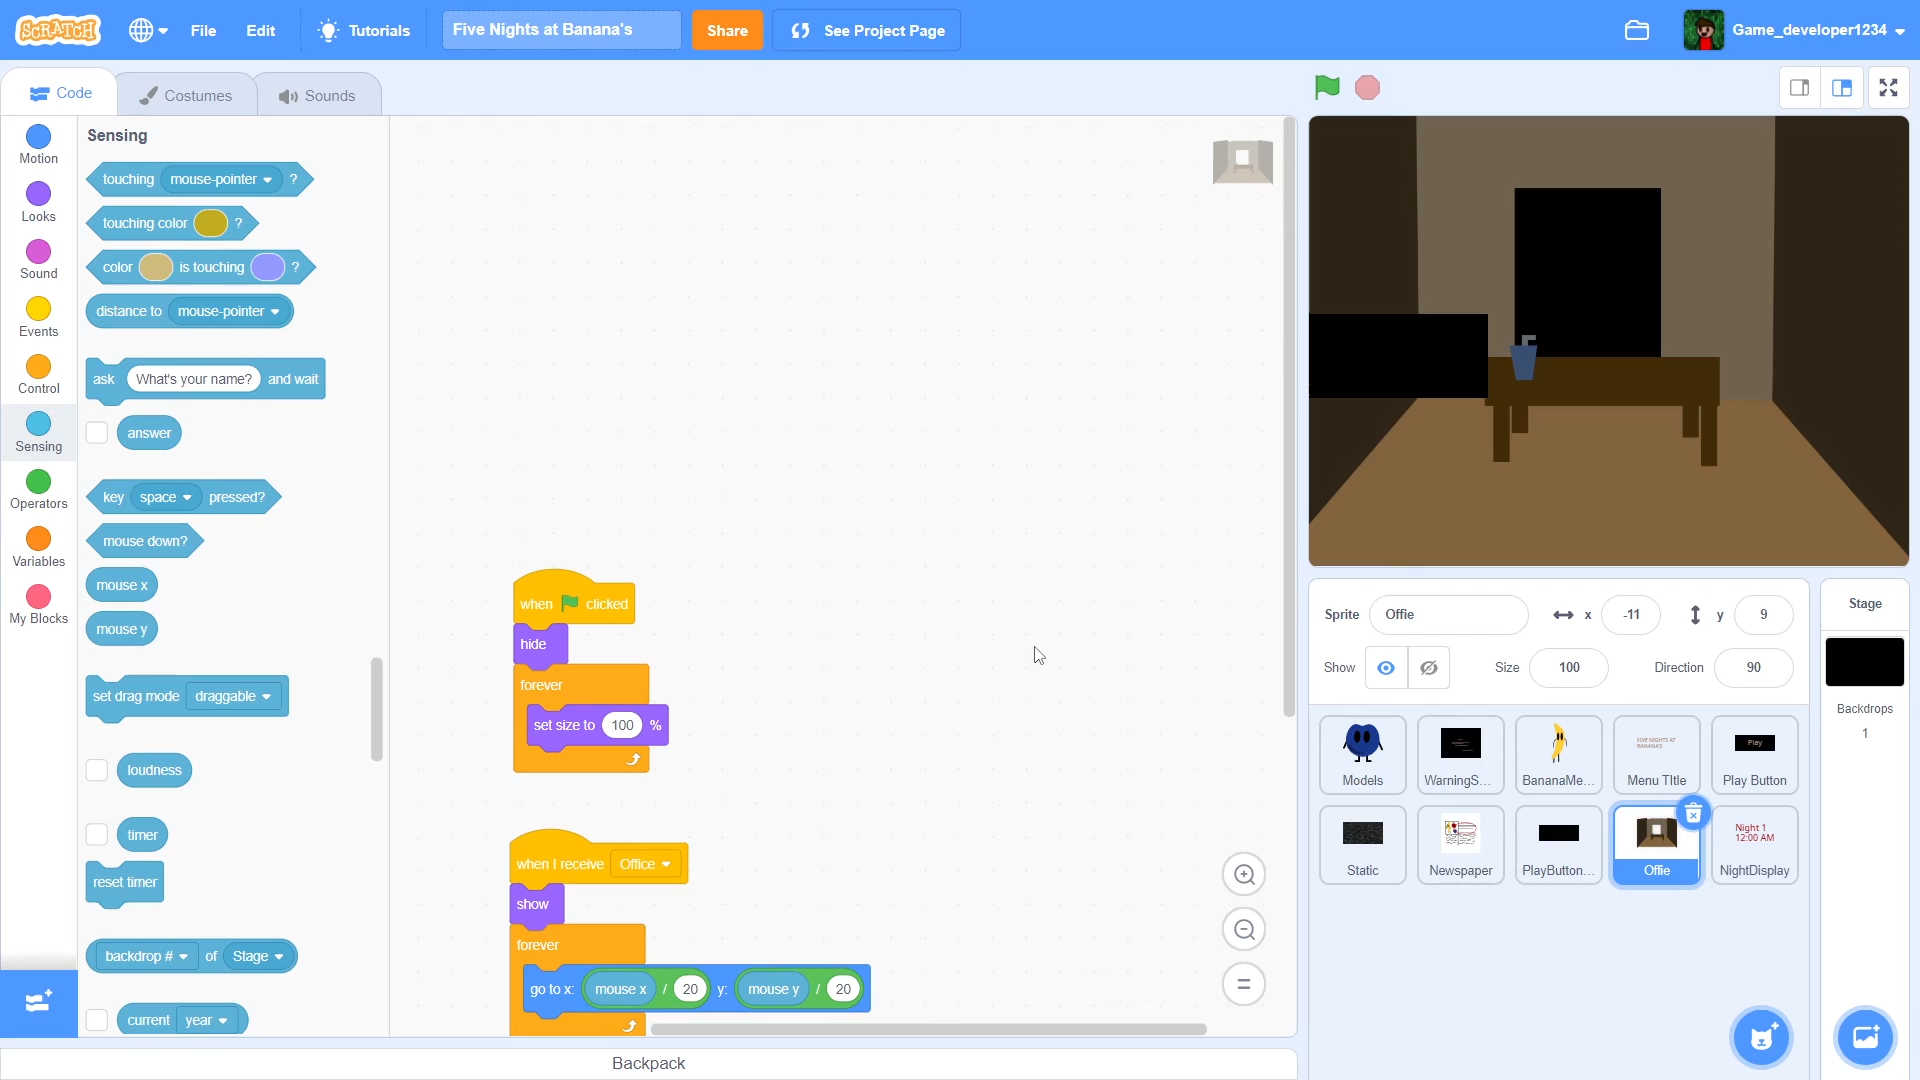 SCRATCH
File
Edit
Tutorials
Five Nights at Banana's
Share
See Project Page
Game_developer1234
Code
Costumes
Sounds
Motion
Looks
Sound
Events
Control
Sensing
Operators
Variables
My Blocks
Sensing
touching mouse-pointer ?
touching color ?
color is touching ?
distance to mouse-pointer
ask What's your name? and wait
answer
key space pressed?
mouse down?
mouse x
mouse y
set drag mode draggable
loudness
timer
reset timer
backdrop # of Stage
current year
when clicked
hide
forever
set size to 100 %
when I receive Office
show
forever
go to x: mouse x / 20 y: mouse y / 20
Backpack
Sprite Offie x -11 y 9
Show Size 100 Direction 90
Models
WarningS...
BananaMe...
FIVE NIGHTS AT
BANANA'S
Menu TItle
Play
Play Button
Static
Newspaper
PlayButton...
Offie
Night 1
12:00 AM
NightDisplay
Stage
Backdrops
1